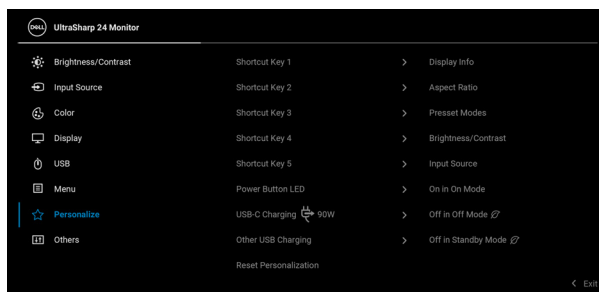 DELL UltraSharp 24 Monitor
Brightness/Contrast Shortcut Key 1 > Display Info
Input Source Shortcut Key 2 > Aspect Ratio
Color Shortcut Key 3 > Presset Modes
Display Shortcut Key 4 > Brightness/Contrast
USB Shortcut Key 5 > Input Source
Menu Power Button LED > On in On Mode
Personalize USB-C Charging 90W > Off in Off Mode
Others Other USB Charging > Off in Standby Mode
Reset Personalization
< Exit